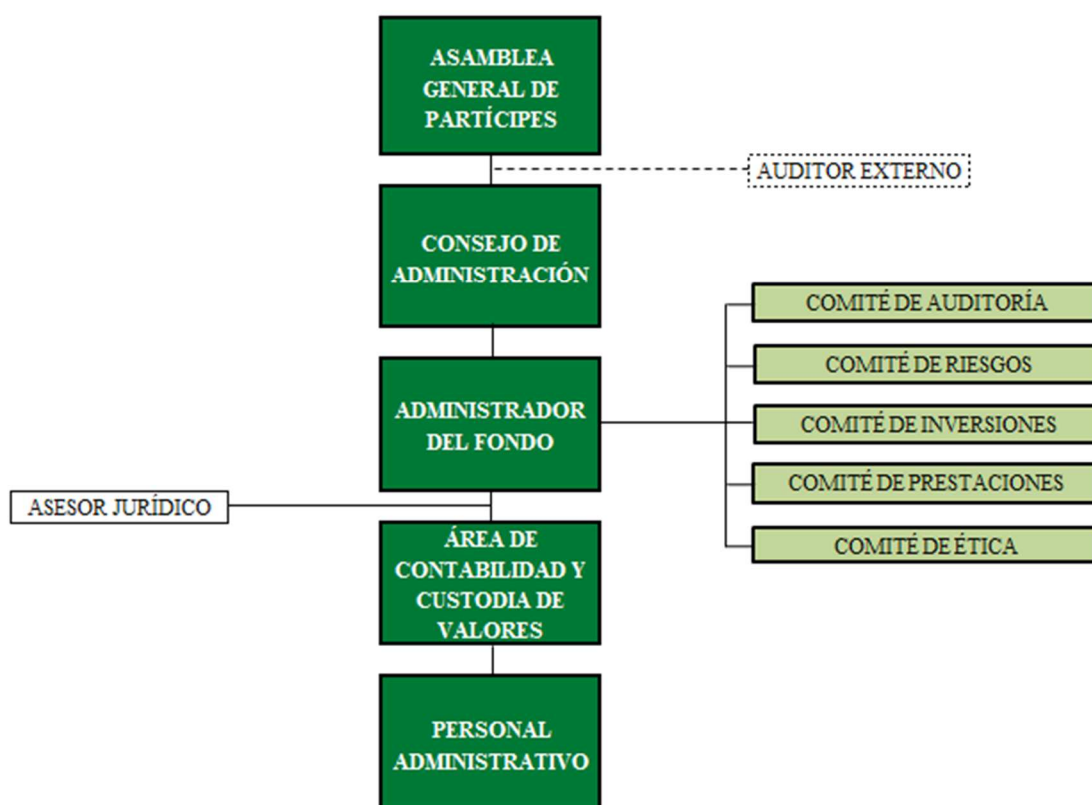 ASAMBLEA
GENERAL DE
PARTÍCIPES
AUDITOR EXTERNO
CONSEJO DE
ADMINISTRACIÓN
COMITÉ DE AUDITORÍA
COMITÉ DE RIESGOS
ADMINISTRADOR
DEL FONDO
COMITÉ DE INVERSIONES
COMITÉ DE PRESTACIONES
COMITÉ DE ÉTICA
ASESOR JURÍDICO
ÁREA DE
CONTABILIDAD Y
CUSTODIA DE
VALORES
PERSONAL
ADMINISTRATIVO